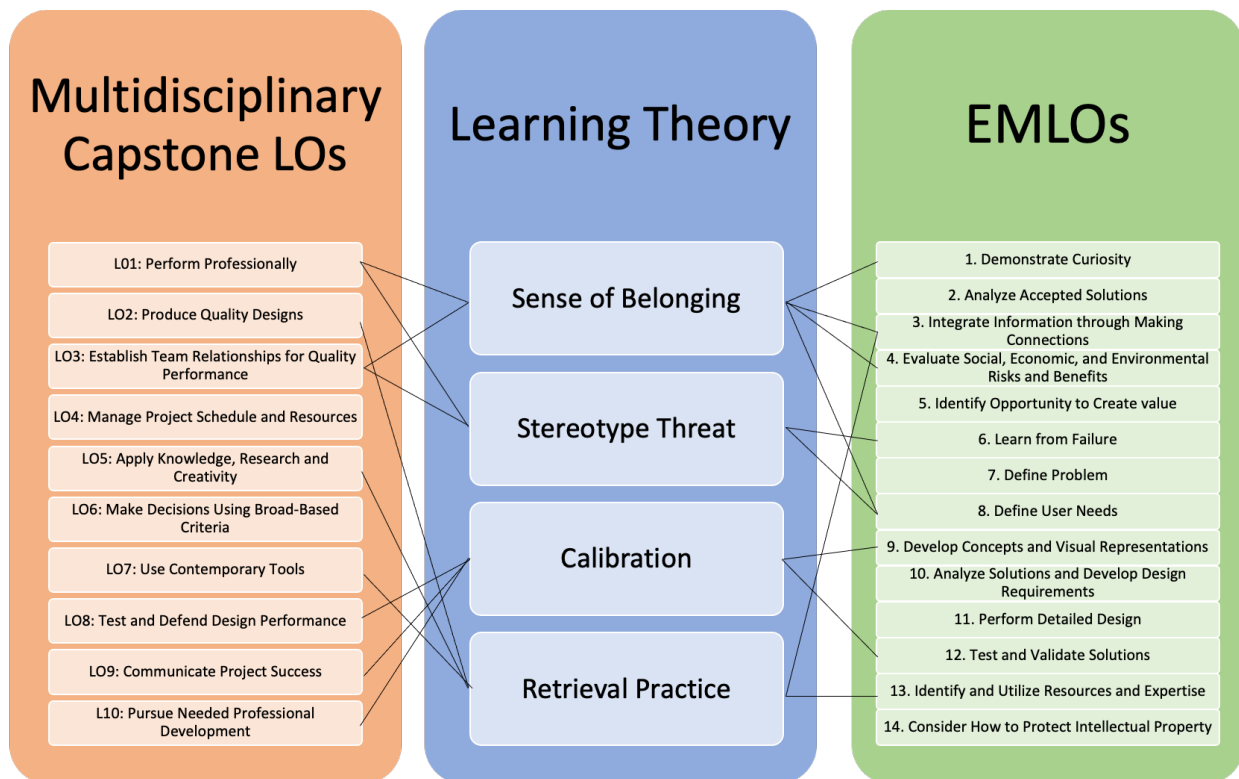 Multidisciplinary
Capstone LOs
L01: Perform Professionally
LO2: Produce Quality Designs
LO3: Establish Team Relationships for Quality
Performance
LO4: Manage Project Schedule and Resources
LO5: Apply Knowledge, Research and
Creativity
LO6: Make Decisions Using Broad-Based
Criteria
LO7: Use Contemporary Tools
LO8: Test and Defend Design Performance
LO9: Communicate Project Success
L10: Pursue Needed Professional
Development
Learning Theory
Sense of Belonging
Stereotype Threat
Calibration
Retrieval Practice
EMLOs
1. Demonstrate Curiosity
2. Analyze Accepted Solutions
3. Integrate Information through Making
Connections
4. Evaluate Social, Economic, and Environmental
Risks and Benefits
5. Identify Opportunity to Create value
6. Learn from Failure
7. Define Problem
8. Define User Needs
9. Develop Concepts and Visual Representations
10. Analyze Solutions and Develop Design
Requirements
11. Perform Detailed Design
12. Test and Validate Solutions
13. Identify and Utilize Resources and Expertise
14. Consider How to Protect Intellectual Property